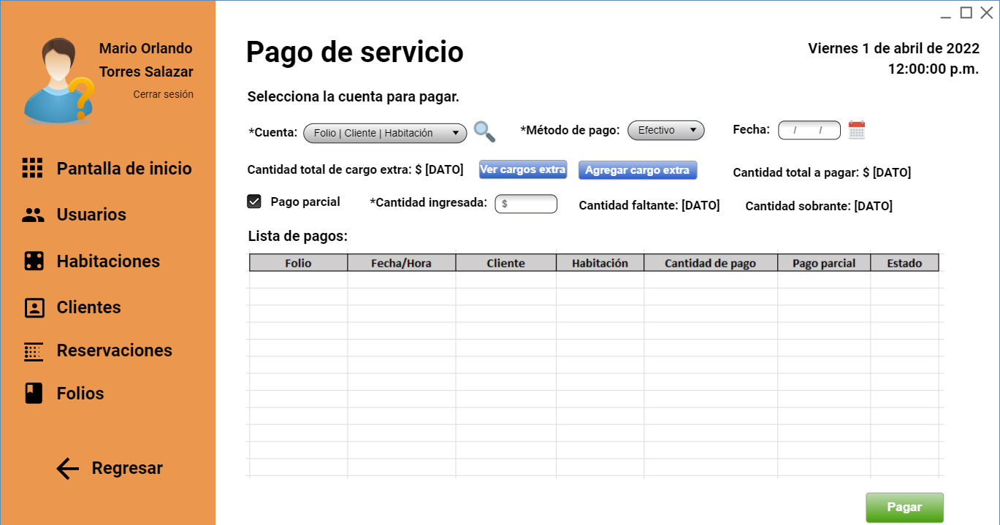 Mario Orlando
Torres Salazar
Cerrar sesión
Pantalla de inicio
Usuarios
Habitaciones
Clientes
Reservaciones
Folios
Regresar
Pago de servicio
Viernes 1 de abril de 2022
12:00:00 p.m.
Selecciona la cuenta para pagar.
*Cuenta: Folio | Cliente | Habitación *Método de pago: Efectivo Fecha: / /
Cantidad total de cargo extra: $ [DATO] Ver cargos extra Agregar cargo extra Cantidad total a pagar: $ [DATO]
Pago parcial *Cantidad ingresada: $ Cantidad faltante: [DATO] Cantidad sobrante: [DATO]
Lista de pagos:
Folio Fecha/Hora Cliente Habitación Cantidad de pago Pago parcial Estado
Pagar